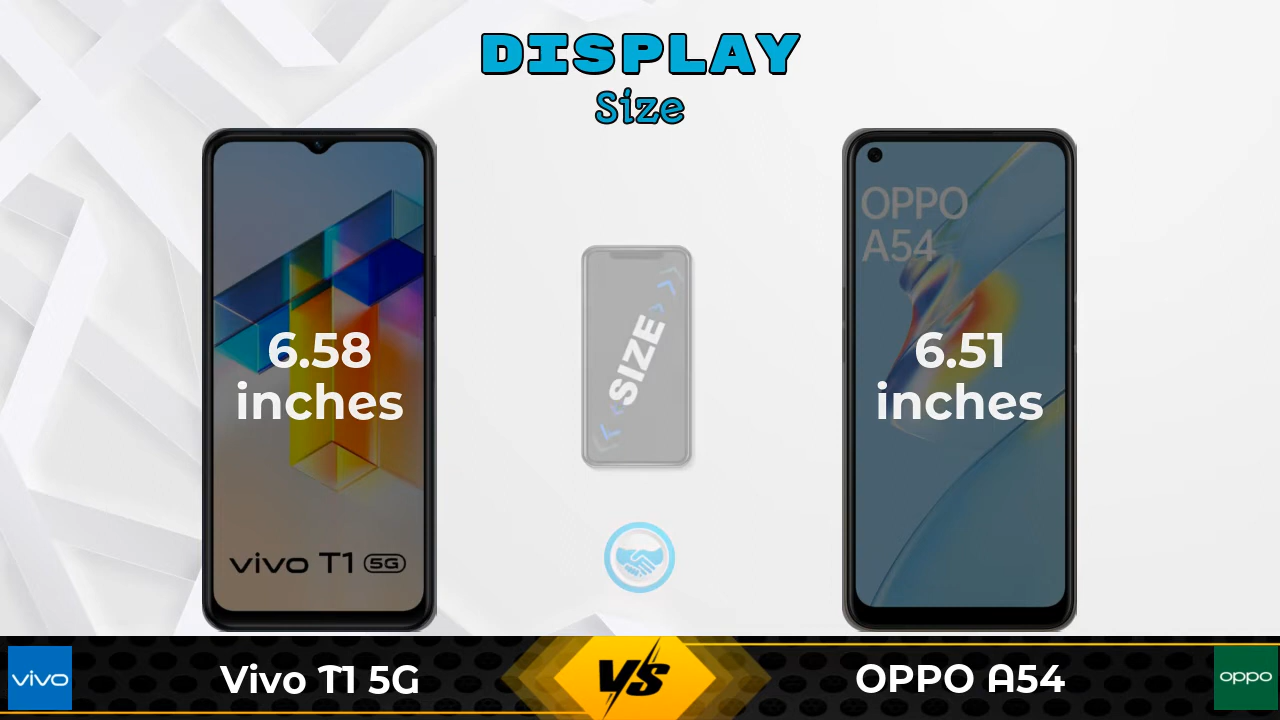 DISPLAY
Size
6.58
inches
vivo T1 5G
SIZE
OPPO
A54
6.51
inches
vivo
Vivo T1 5G
VS
OPPO A54
oppo